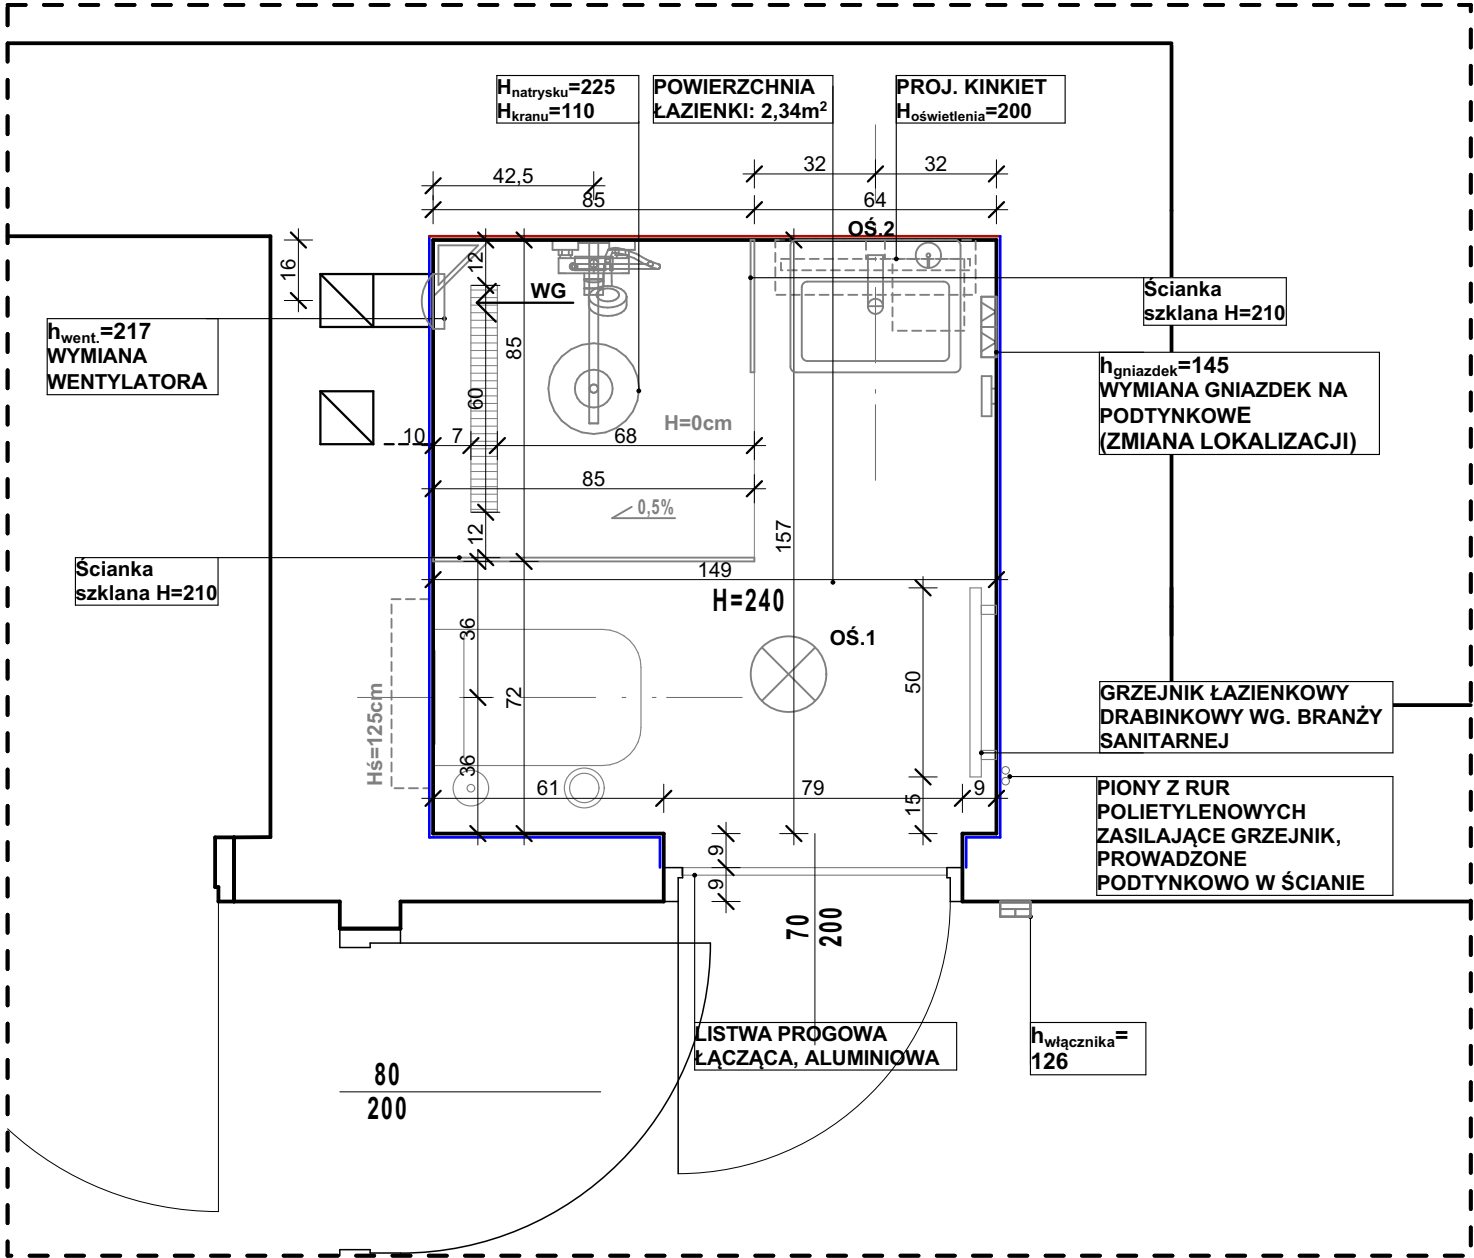 Hnatrysku=225
Hkranu=110
POWIERZCHNIA
ŁAZIENKI: 2,34m²
PROJ. KINKIET
Hoświetlenia=200
32
32
42,5
85
64
OŚ.2
16
12
WG
85
60
10
7
68
H=0cm
85
0,5%
12
157
149
H=240
OŚ.1
36
72
36
50
15
61
79
9
9
9
Hś=125cm
hwent.=217
WYMIANA
WENTYLATORA
Ścianka
szklana H=210
Ścianka
szklana H=210
hgniazdek=145
WYMIANA GNIAZDEK NA
PODTYNKOWE
(ZMIANA LOKALIZACJI)
GRZEJNIK ŁAZIENKOWY
DRABINKOWY WG. BRANŻY
SANITARNEJ
PIONY Z RUR
POLIETYLENOWYCH
ZASILAJĄCE GRZEJNIK,
PROWADZONE
PODTYNKOWO W ŚCIANIE
70
200
LISTWA PROGOWA
ŁĄCZĄCA, ALUMINIOWA
hwłącznika=
126
80
200